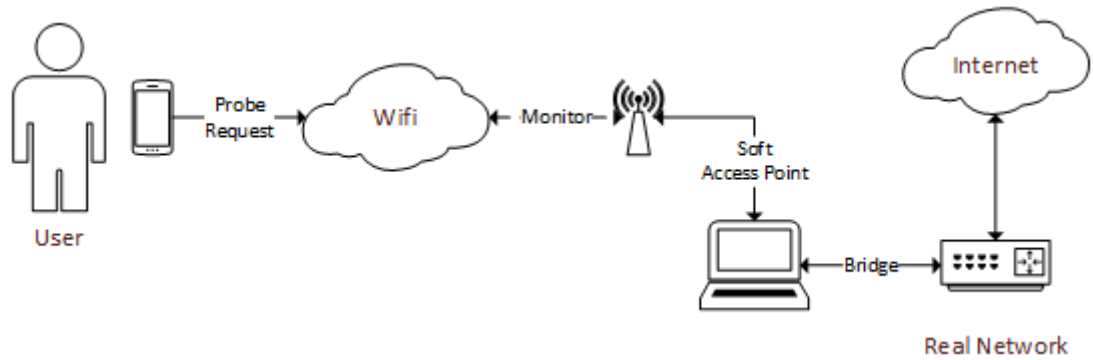 Internet
Probe
Request
Wifi
Monitor
Soft
Access Point
User
Bridge
Real Network